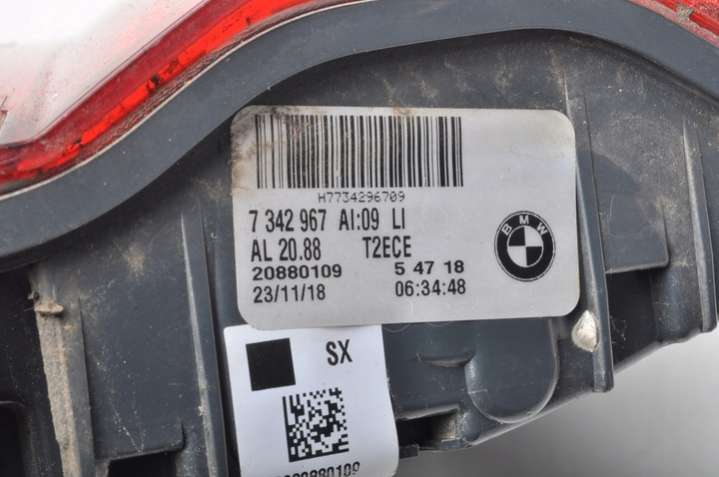 H7734296709
7 342 967 AI:09 LI
AL 20.88 T2ECE
20880109 5 47 18
23/11/18 06:34:48
BMW
SX
020880109